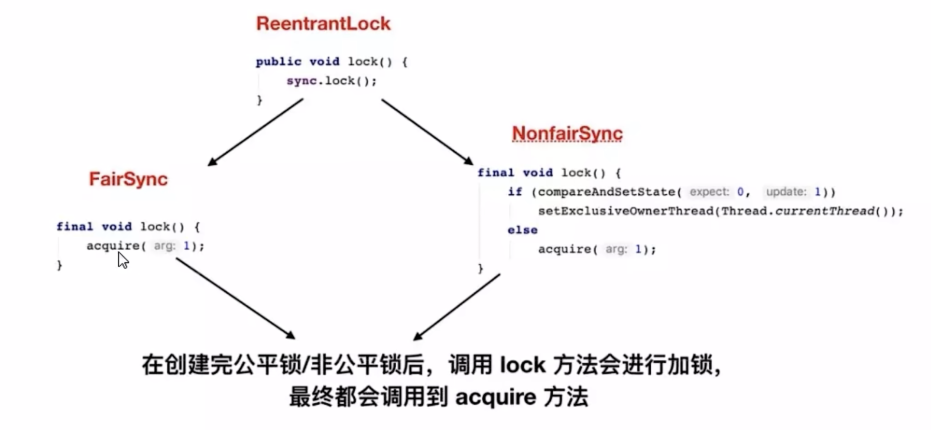 ReentrantLock
public void lock() {
sync.lock();
}
FairSync
final void lock() {
acquire( arg: 1);
}
NonfairSync
final void lock() {
if (compareAndSetState( expect: 0, update: 1))
setExclusiveOwnerThread(Thread.currentThread());
else
acquire( arg: 1);
}
在创建完公平锁/非公平锁后，调用 lock 方法会进行加锁，
最终都会调用到 acquire 方法